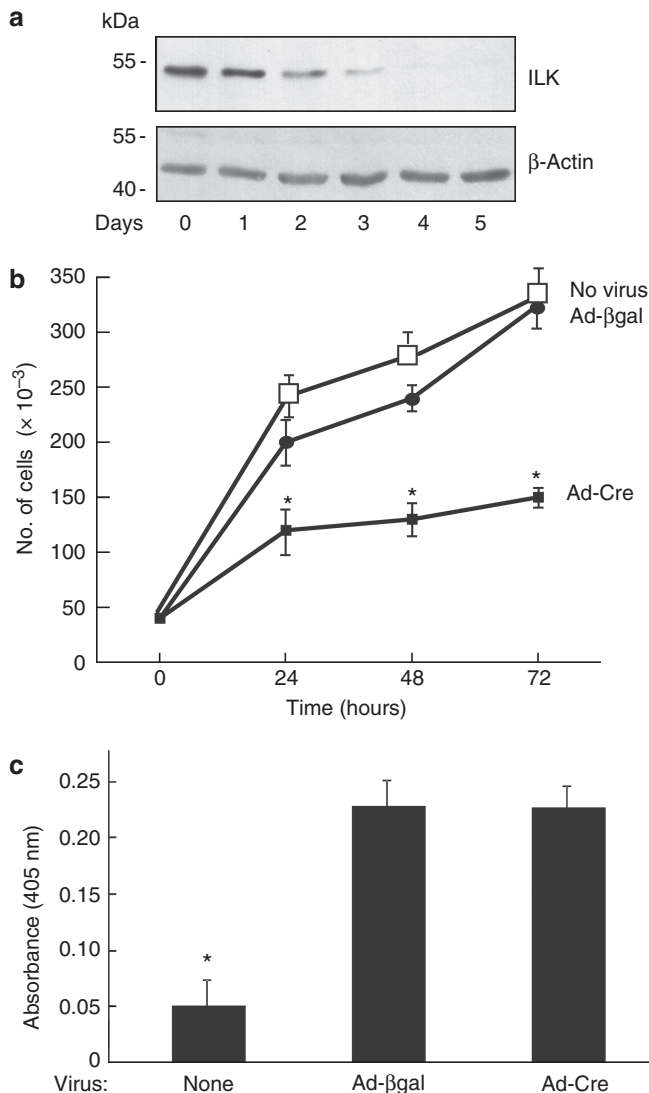 a
kDa
55 -
ILK
55 -
β-Actin
40 -
Days 0 1 2 3 4 5
b
350
300
250
200
150
100
50
0
No. of cells (× 10⁻³)
No virus
Ad-βgal
* * *
Ad-Cre
0 24 48 72
Time (hours)
c
0.25
0.20
0.15
0.10
0.05
0
Absorbance (405 nm)
*
Virus: None Ad-βgal Ad-Cre